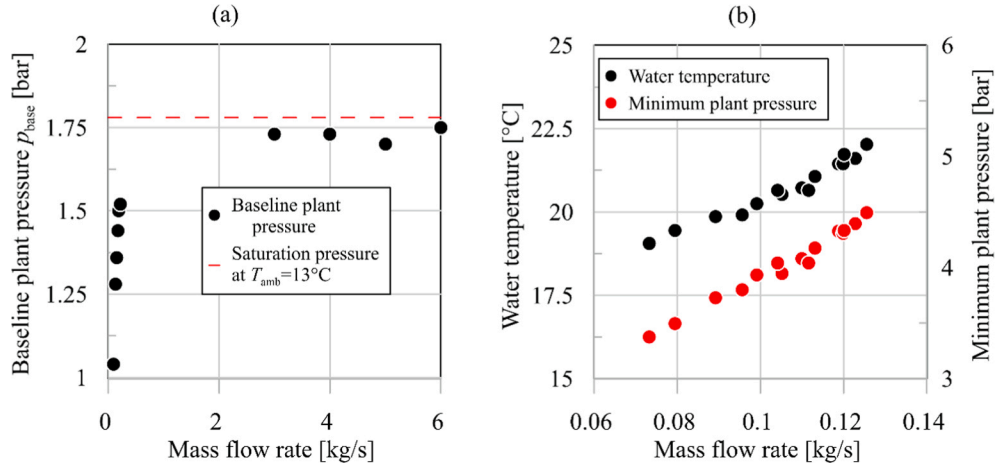 (a)
2
1.75
1.5
1.25
1
Baseline plant pressure pbase [bar]
Baseline plant
pressure
Saturation pressure
at Tamb=13°C
0
2
4
6
Mass flow rate [kg/s]
(b)
25
22.5
20
17.5
15
Water temperature [°C]
Water temperature
Minimum plant pressure
6
5
4
3
Minimum plant pressure [bar]
0.06
0.08
0.1
0.12
0.14
Mass flow rate [kg/s]